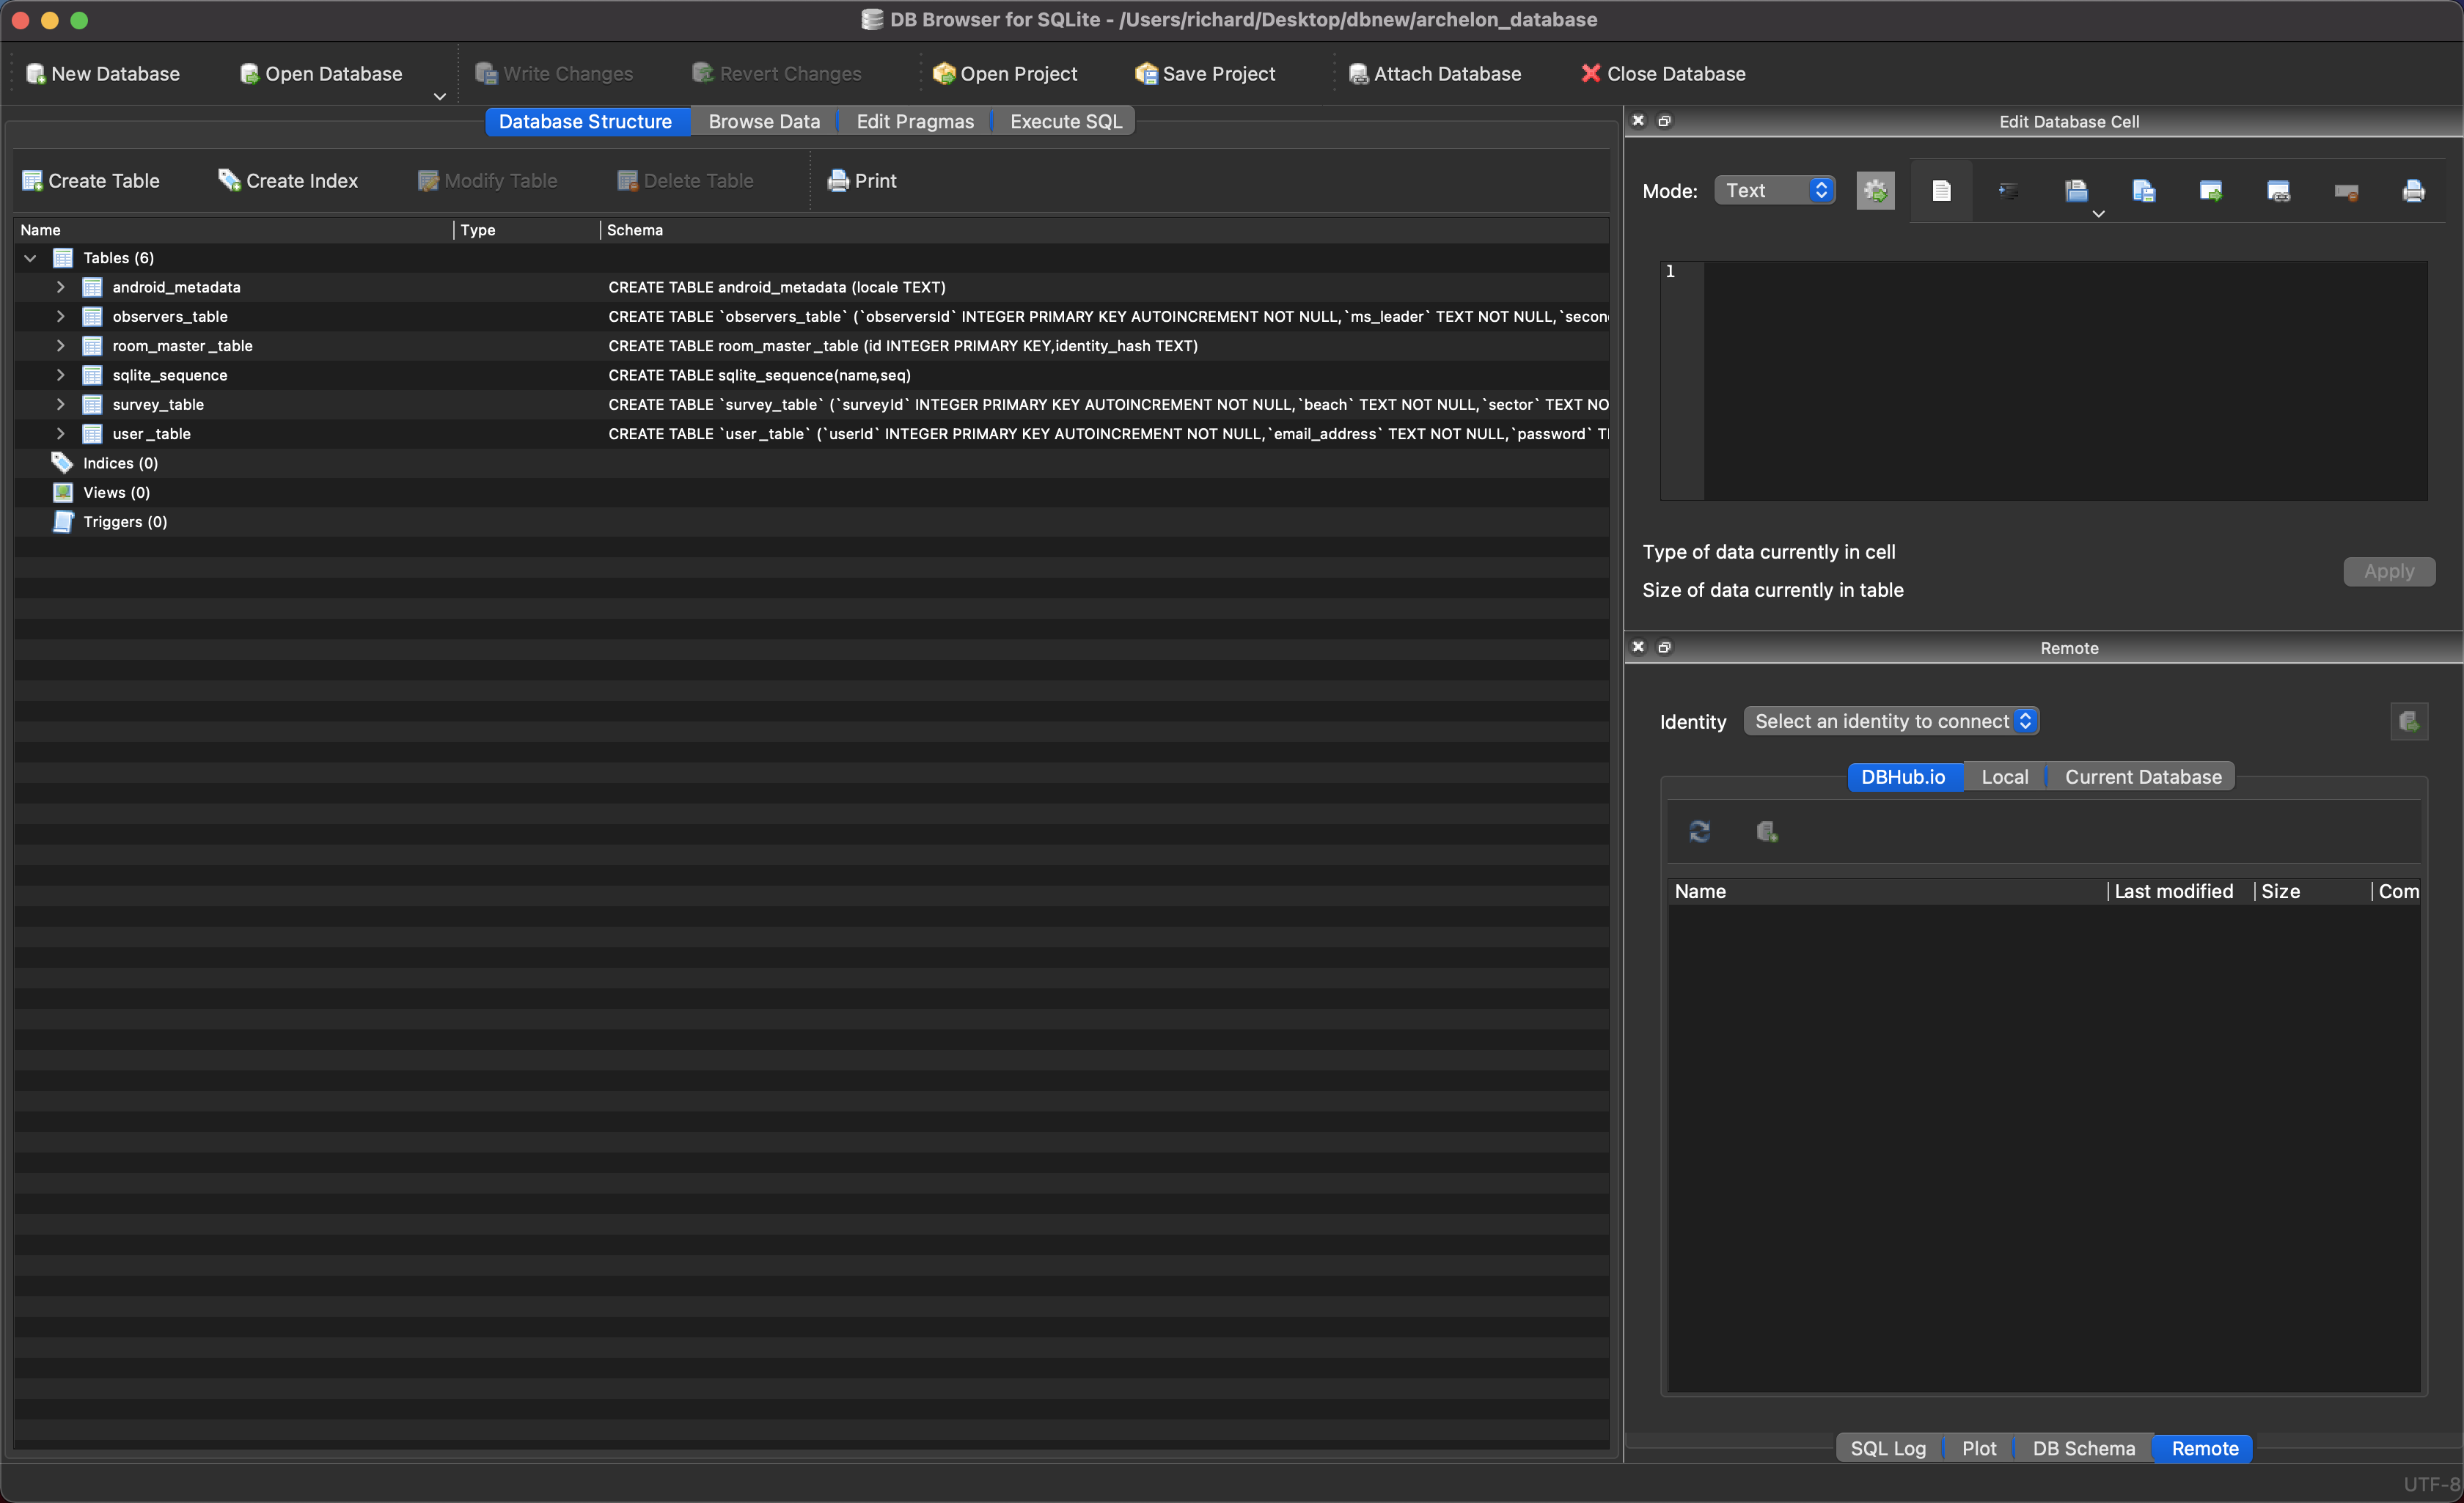 DB Browser for SQLite - /Users/richard/Desktop/dbnew/archelon_database
New Database Open Database Write Changes Revert Changes Open Project Save Project Attach Database Close Database
Database Structure Browse Data Edit Pragmas Execute SQL
Create Table Create Index Modify Table Delete Table Print
Name Type Schema
Tables (6)
android_metadata CREATE TABLE android_metadata (locale TEXT)
observers_table CREATE TABLE `observers_table` (`observersId` INTEGER PRIMARY KEY AUTOINCREMENT NOT NULL,`ms_leader` TEXT NOT NULL,`secon
room_master_table CREATE TABLE room_master_table (id INTEGER PRIMARY KEY,identity_hash TEXT)
sqlite_sequence CREATE TABLE sqlite_sequence(name,seq)
survey_table CREATE TABLE `survey_table` (`surveyId` INTEGER PRIMARY KEY AUTOINCREMENT NOT NULL,`beach` TEXT NOT NULL,`sector` TEXT NO
user_table CREATE TABLE `user_table` (`userId` INTEGER PRIMARY KEY AUTOINCREMENT NOT NULL,`email_address` TEXT NOT NULL,`password` T
Indices (0)
Views (0)
Triggers (0)
Edit Database Cell
Mode: Text
1
Type of data currently in cell
Size of data currently in table
Apply
Remote
Identity Select an identity to connect
DBHub.io Local Current Database
Name Last modified Size Com
SQL Log Plot DB Schema Remote
UTF-8